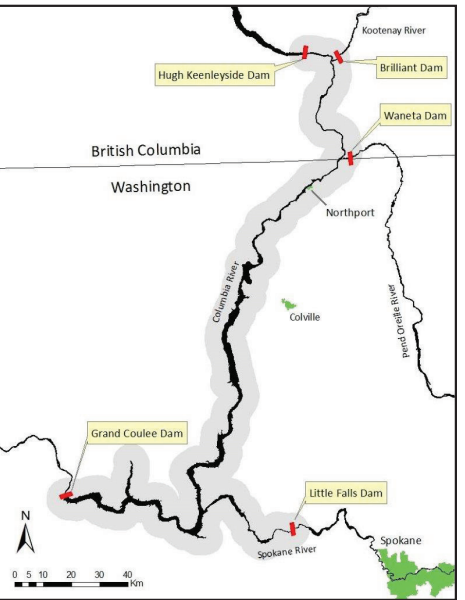 Kootenay River
Hugh Keenleyside Dam
Brilliant Dam
Waneta Dam
British Columbia
Washington
Northport
Columbia River
Colville
Pend Oreille River
Grand Coulee Dam
Little Falls Dam
N
Spokane
Spokane River
0 5 10 20 30 40
Km